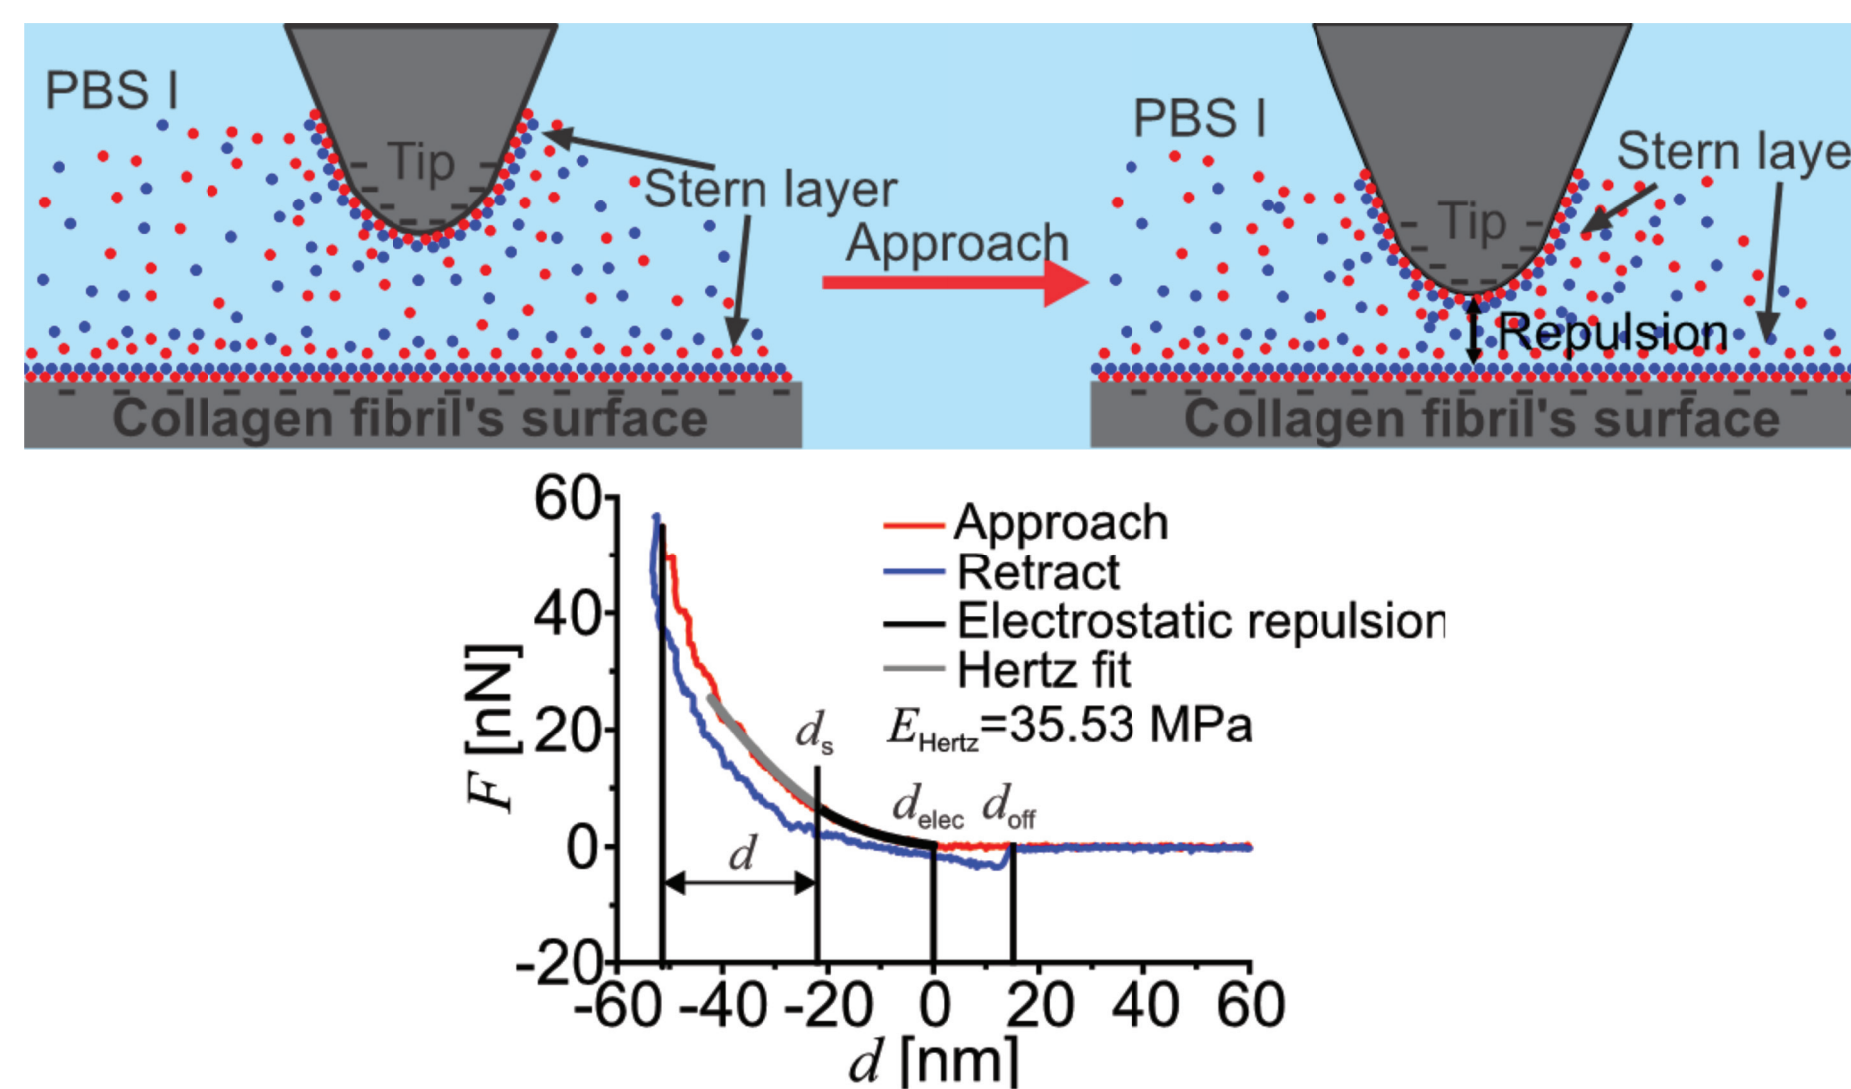 PBS I
Tip
Stern layer
Collagen fibril's surface
Approach
PBS I
Tip
Stern laye
Repulsion
Collagen fibril's surface
60
40
20
0
-20
F [nN]
-60 -40 -20 0 20 40 60
d [nm]
Approach
Retract
Electrostatic repulsion
Hertz fit
EHertz=35.53 MPa
ds
delec
doff
d